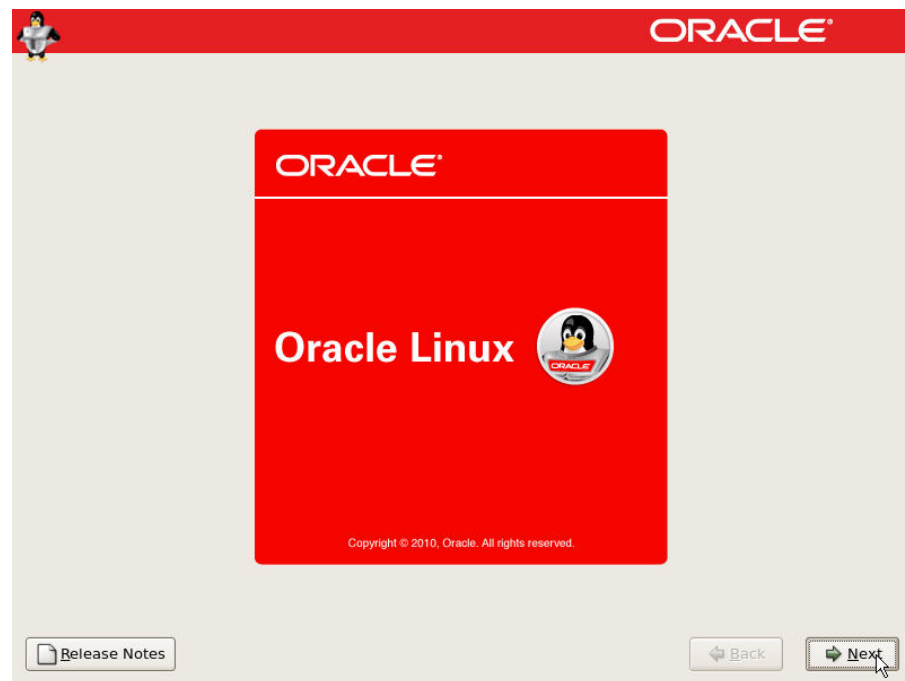 ORACLE®
ORACLE®
Oracle Linux
ORACLE
Copyright © 2010, Oracle. All rights reserved.
Release Notes
Back
Next